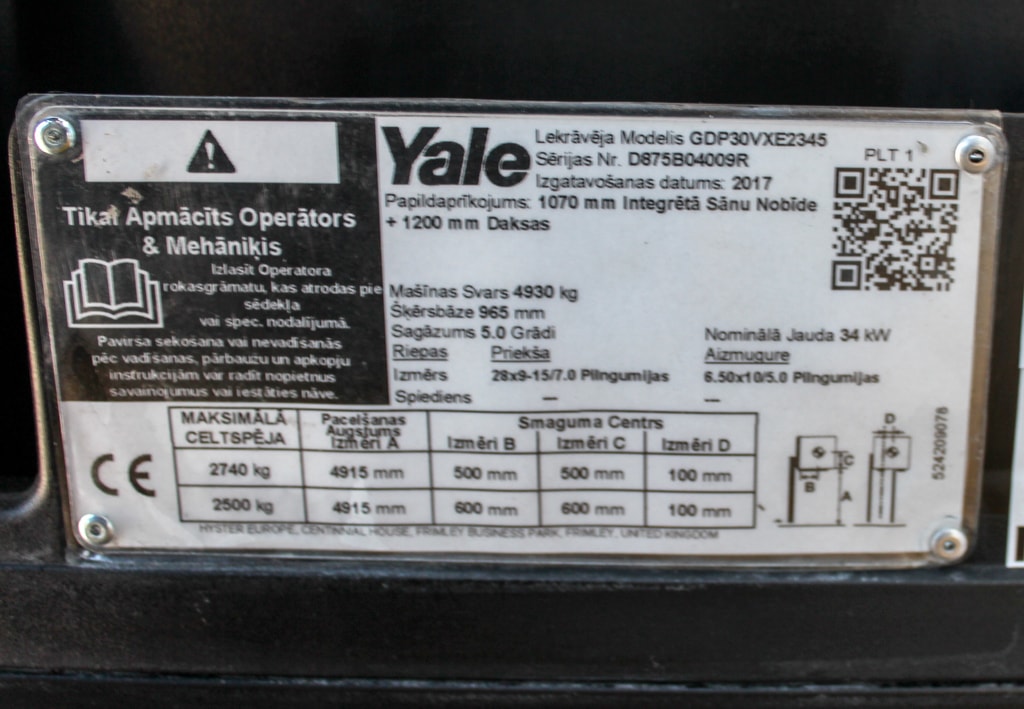 Tikai Apmācīts Operātors
& Mehāniķis
Izlasīt Operatora
rokasgrāmatu, kas atrodas pie
sēdekļa
vai spec. nodalījumā.
Pavirša sekošana vai nevadīšanās
pēc vadīšanas, pārbaužu un apkopju
instrukcijām var radīt nopietnus
savainojumus vai iestāties nāve.
Yale
Lekrāvēja Modelis GDP30VXE2345
Sērijas Nr. D875B04009R
Izgatavošanas datums: 2017
Papildaprīkojums: 1070 mm Integrētā Sānu Nobīde
+ 1200 mm Daksas
PLT 1
Mašīnas Svars 4930 kg
Šķērsbāze 965 mm
Sagāzums 5.0 Grādi
Nominālā Jauda 34 kW
Riepas Priekša Aizmugure
Izmērs 28x9-15/7.0 Pilngumijas 6.50x10/5.0 Pilngumijas
Spiediens — —
MAKSIMĀLĀ CELTSPĒJA
Pacelšanas Augstums Izmēri A
Smaguma Centrs
Izmēri B Izmēri C Izmēri D
2740 kg 4915 mm 500 mm 500 mm 100 mm
2500 kg 4915 mm 600 mm 600 mm 100 mm
CE
D
C
B
A
524209078
HYSTER EUROPE, CENTINNIAL HOUSE, FRIMLEY BUSINESS PARK, FRIMLEY, UNITED KINGDOM